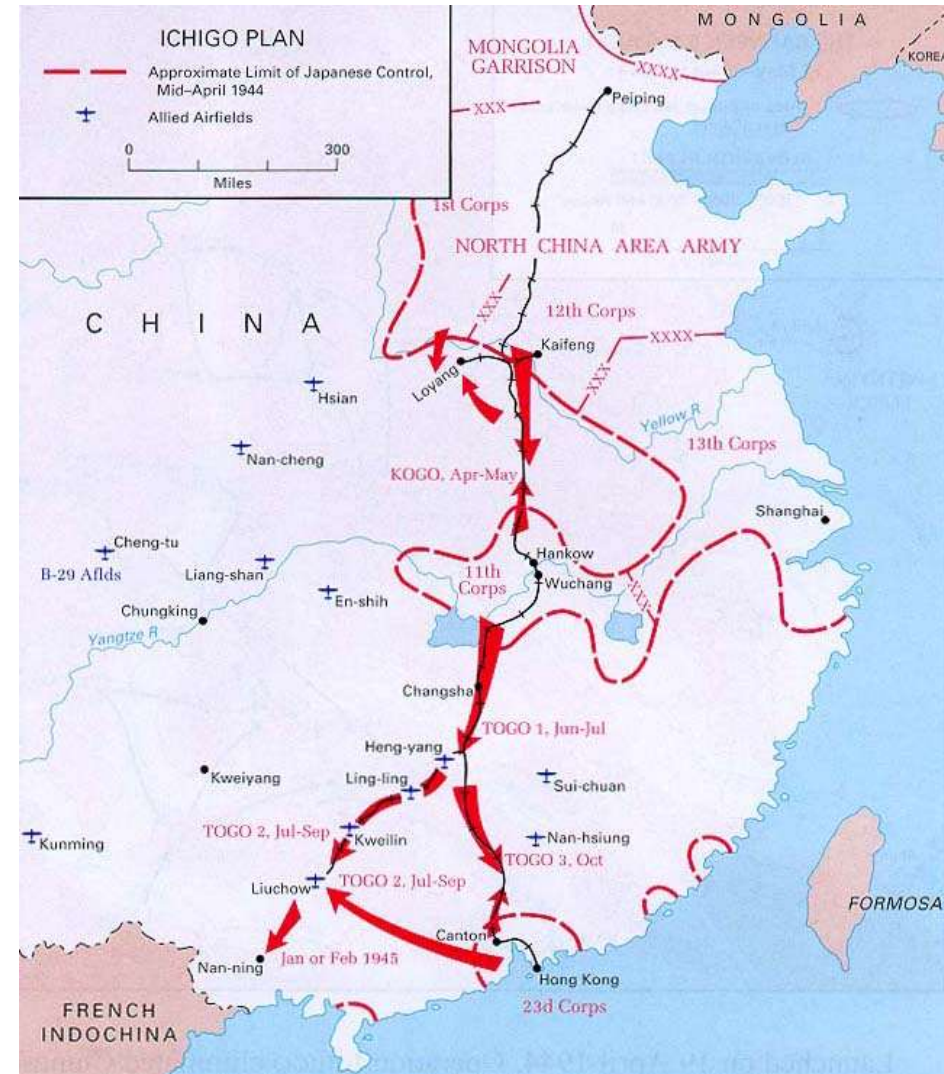 ICHIGO PLAN
Approximate Limit of Japanese Control,
Mid–April 1944
Allied Airfields
0
300
Miles
MONGOLIA
KOREA
MONGOLIA
GARRISON
XXXX
Peiping
XXX
1st Corps
NORTH CHINA AREA ARMY
XXX
12th Corps
XXXX
CHINA
Kaifeng
Loyang
XXX
Hsian
Yellow R
13th Corps
Nan-cheng
KOGO, Apr-May
Shanghai
Cheng-tu
B-29 Aflds
Liang-shan
Hankow
11th
Corps
Wuchang
XXX
En-shih
Chungking
Yangtze R
Changsha
TOGO 1, Jun-Jul
Heng-yang
Kweiyang
Ling-ling
Sui-chuan
TOGO 2, Jul-Sep
Kweilin
Nan-hsiung
Kunming
TOGO 3, Oct
Liuchow
TOGO 2, Jul-Sep
FORMOSA
Canton
Nan-ning
Jan or Feb 1945
Hong Kong
23d Corps
FRENCH
INDOCHINA